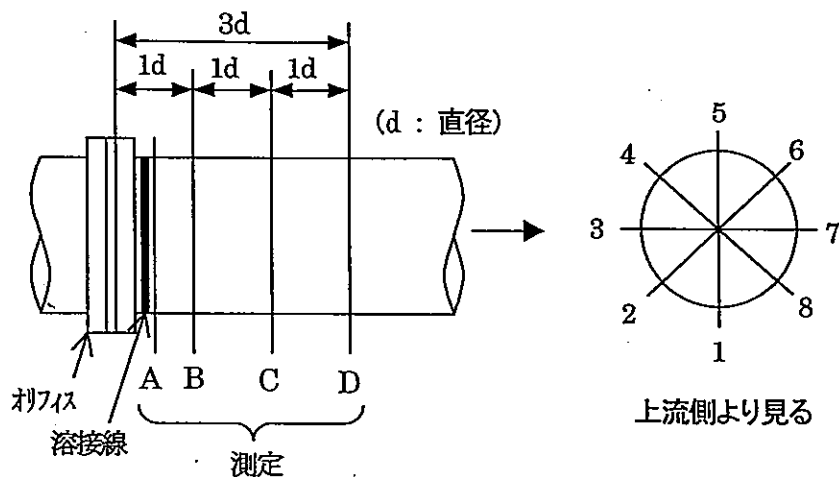 3d
1d 1d 1d
(d : 直径)
A B C D
オリフィス
溶接線
測定
5
4 6
3 7
2 8
1
上流側より見る